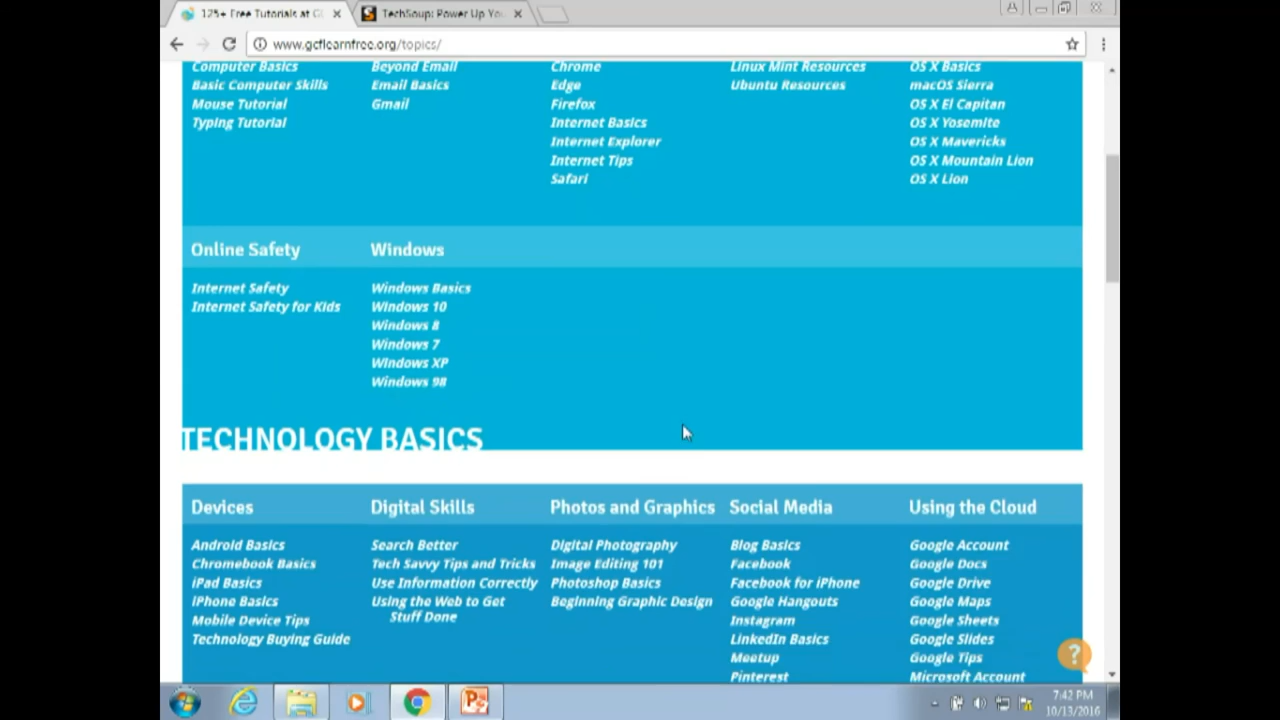 125+ Free Tutorials at G
TechSoup: Power Up You
www.gcflearnfree.org/topics/
Computer Basics
Basic Computer Skills
Mouse Tutorial
Typing Tutorial
Beyond Email
Email Basics
Gmail
Chrome
Edge
Firefox
Internet Basics
Internet Explorer
Internet Tips
Safari
Linux Mint Resources
Ubuntu Resources
OS X Basics
macOS Sierra
OS X El Capitan
OS X Yosemite
OS X Mavericks
OS X Mountain Lion
OS X Lion
Online Safety
Internet Safety
Internet Safety for Kids
Windows
Windows Basics
Windows 10
Windows 8
Windows 7
Windows XP
Windows 98
TECHNOLOGY BASICS
Devices
Android Basics
Chromebook Basics
iPad Basics
iPhone Basics
Mobile Device Tips
Technology Buying Guide
Digital Skills
Search Better
Tech Savvy Tips and Tricks
Use Information Correctly
Using the Web to Get
Stuff Done
Photos and Graphics
Digital Photography
Image Editing 101
Photoshop Basics
Beginning Graphic Design
Social Media
Blog Basics
Facebook
Facebook for iPhone
Google Hangouts
Instagram
LinkedIn Basics
Meetup
Pinterest
Using the Cloud
Google Account
Google Docs
Google Drive
Google Maps
Google Sheets
Google Slides
Google Tips
Microsoft Account
?
7:42 PM
10/13/2016